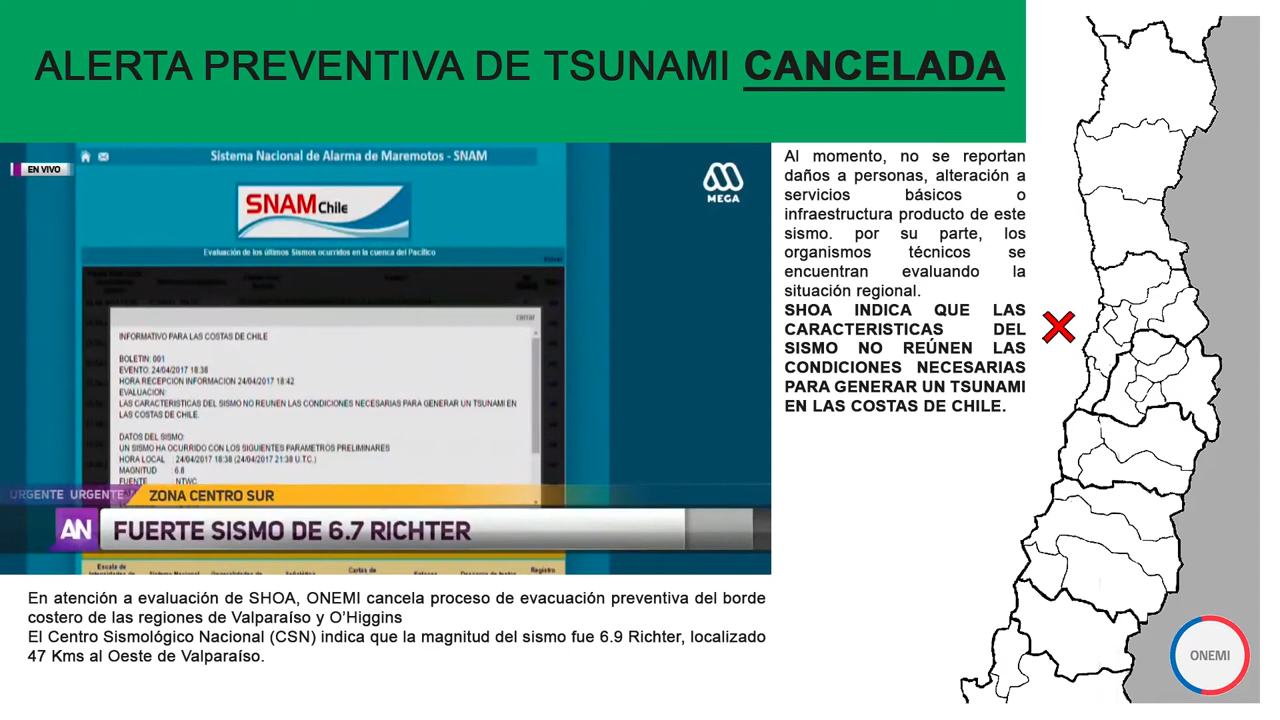 ALERTA PREVENTIVA DE TSUNAMI CANCELADA
EN VIVO
Sistema Nacional de Alarma de Maremotos - SNAM
SNAM Chile
Evaluación de los últimos Sismos ocurridos en la cuenca del Pacífico
MEGA
cerrar
INFORMATIVO PARA LAS COSTAS DE CHILE
BOLETIN: 001
EVENTO: 24/04/2017 18:38
HORA RECEPCION INFORMACION 24/04/2017 18:42
EVALUACION:
LAS CARACTERISTICAS DEL SISMO NO REUNEN LAS CONDICIONES NECESARIAS PARA GENERAR UN TSUNAMI EN
LAS COSTAS DE CHILE.
DATOS DEL SISMO:
UN SISMO HA OCURRIDO CON LOS SIGUIENTES PARAMETROS PRELIMINARES
HORA LOCAL : 24/04/2017 18:38 (24/04/2017 21:38 U.T.C.)
MAGNITUD : 6.8
FUENTE : NTWC
URGENTE URGENTE
ZONA CENTRO SUR
AN
FUERTE SISMO DE 6.7 RICHTER
Escala de
Cartas de
Registro
Al momento, no se reportan
daños a personas, alteración a
servicios básicos o
infraestructura producto de este
sismo. por su parte, los
organismos técnicos se
encuentran evaluando la
situación regional.
SHOA INDICA QUE LAS
CARACTERISTICAS DEL
SISMO NO REÚNEN LAS
CONDICIONES NECESARIAS
PARA GENERAR UN TSUNAMI
EN LAS COSTAS DE CHILE.
En atención a evaluación de SHOA, ONEMI cancela proceso de evacuación preventiva del borde
costero de las regiones de Valparaíso y O'Higgins
El Centro Sismológico Nacional (CSN) indica que la magnitud del sismo fue 6.9 Richter, localizado
47 Kms al Oeste de Valparaíso.
ONEMI